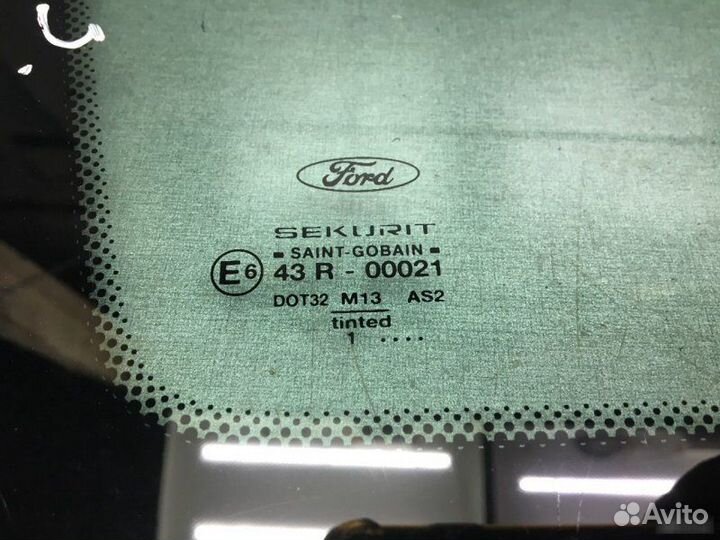 Ford
SEKURIT
SAINT-GOBAIN
E6 43 R - 00021
DOT32 M13 AS2
tinted
1 ....
Avito